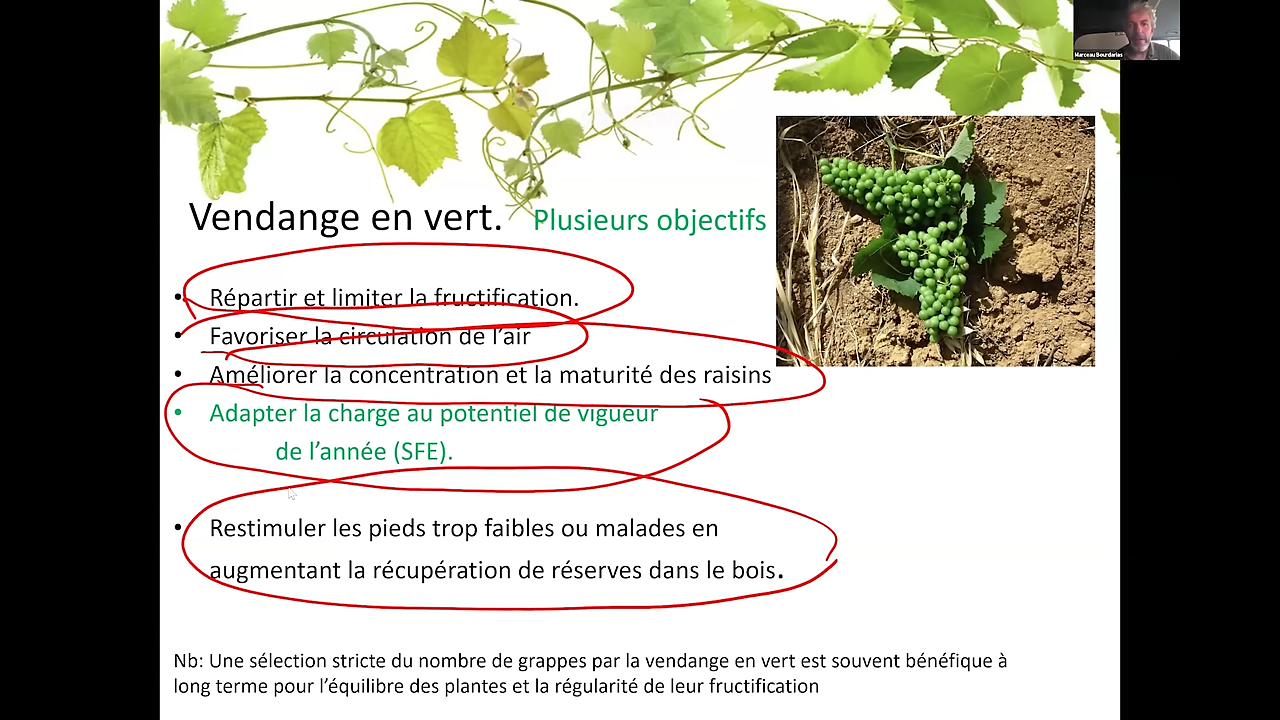 Marceau Bourdarias
Vendange en vert. Plusieurs objectifs
• Répartir et limiter la fructification.
• Favoriser la circulation de l'air
• Améliorer la concentration et la maturité des raisins
• Adapter la charge au potentiel de vigueur
de l'année (SFE).
• Restimuler les pieds trop faibles ou malades en
augmentant la récupération de réserves dans le bois.
Nb: Une sélection stricte du nombre de grappes par la vendange en vert est souvent bénéfique à
long terme pour l'équilibre des plantes et la régularité de leur fructification